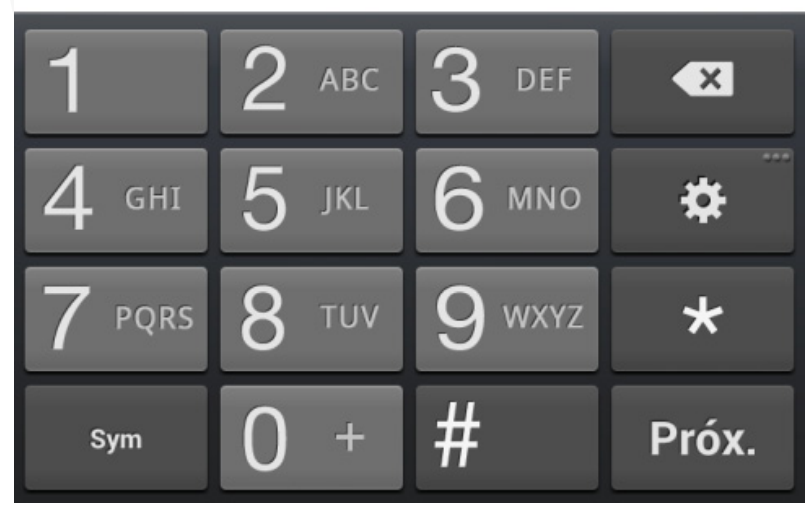 1 2 ABC 3 DEF
4 GHI 5 JKL 6 MNO
7 PQRS 8 TUV 9 WXYZ *
Sym 0 + # Próx.